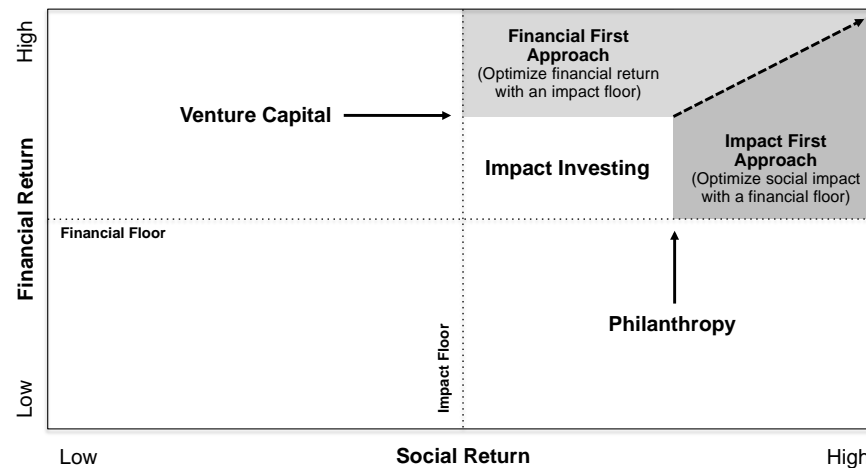 High
Financial Return
Low
Financial First
Approach
(Optimize financial return
with an impact floor)
Venture Capital
Impact Investing
Impact First
Approach
(Optimize social impact
with a financial floor)
Financial Floor
Impact Floor
Philanthropy
Low
Social Return
High